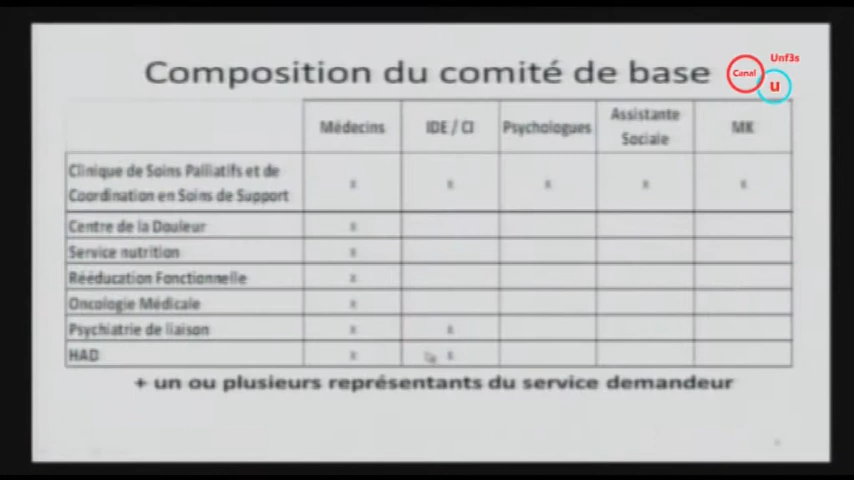 Composition du comité de base
Canal
u
Unf3s
Médecins IDE / CI Psychologues Assistante Sociale MK
Clinique de Soins Palliatifs et de
Coordination en Soins de Support x x x x x
Centre de la Douleur x
Service nutrition x
Rééducation Fonctionnelle x
Oncologie Médicale x
Psychiatrie de liaison x x
HAD x x
+ un ou plusieurs représentants du service demandeur